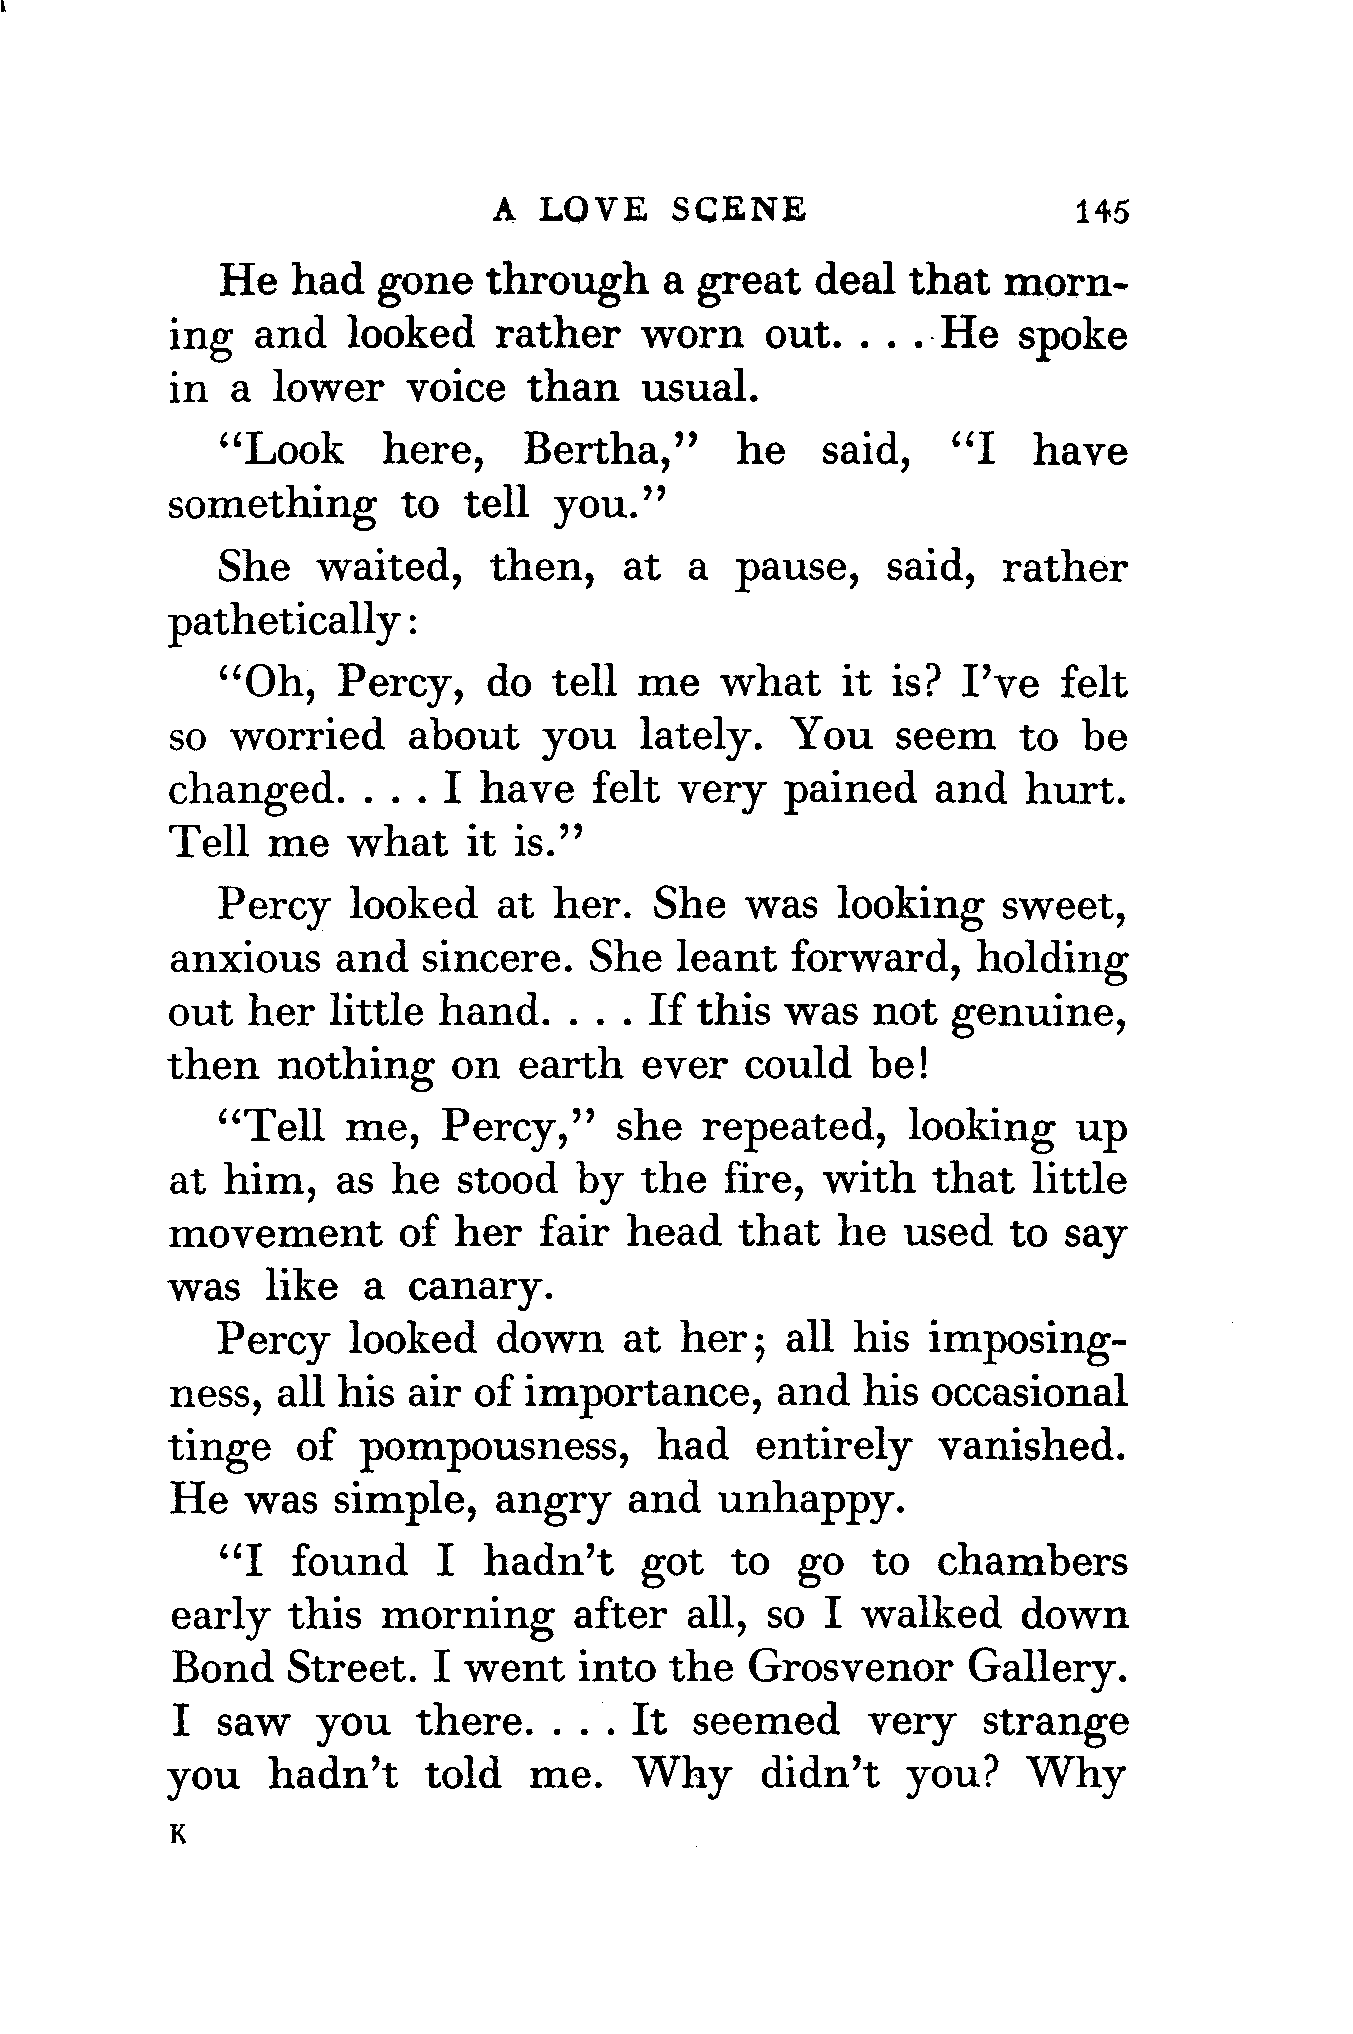 A LOVE SCENE 145
He had gone through a great deal that morn-
ing and looked rather worn out. . . . He spoke
in a lower voice than usual.
“Look here, Bertha,” he said, “I have
something to tell you.”
She waited, then, at a pause, said, rather
pathetically:
“Oh, Percy, do tell me what it is? I’ve felt
so worried about you lately. You seem to be
changed. . . . I have felt very pained and hurt.
Tell me what it is.”
Percy looked at her. She was looking sweet,
anxious and sincere. She leant forward, holding
out her little hand. . . . If this was not genuine,
then nothing on earth ever could be!
“Tell me, Percy,” she repeated, looking up
at him, as he stood by the fire, with that little
movement of her fair head that he used to say
was like a canary.
Percy looked down at her; all his imposing-
ness, all his air of importance, and his occasional
tinge of pompousness, had entirely vanished.
He was simple, angry and unhappy.
“I found I hadn’t got to go to chambers
early this morning after all, so I walked down
Bond Street. I went into the Grosvenor Gallery.
I saw you there. . . . It seemed very strange
you hadn’t told me. Why didn’t you? Why
K